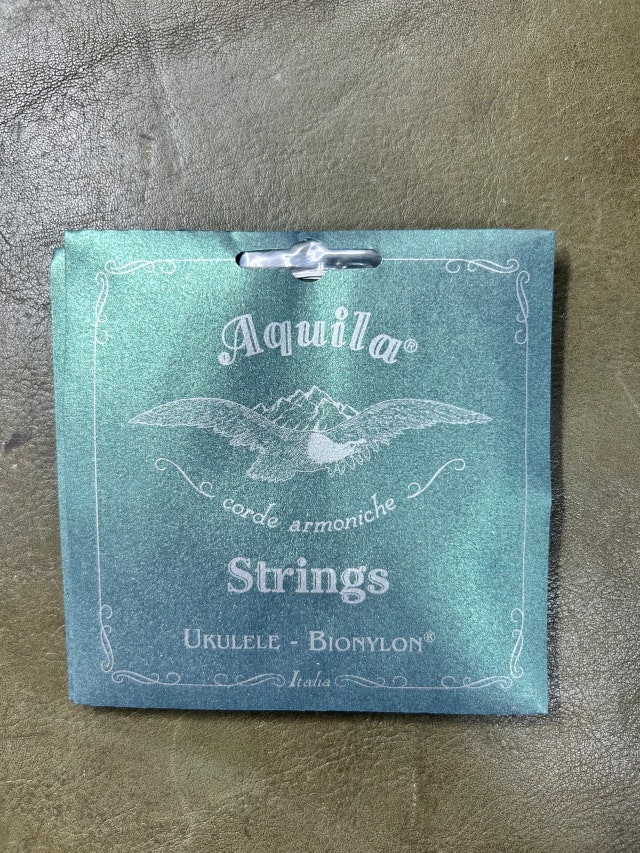 Aquila®
corde armoniche
Strings
UKULELE - BIONYLON®
Italia